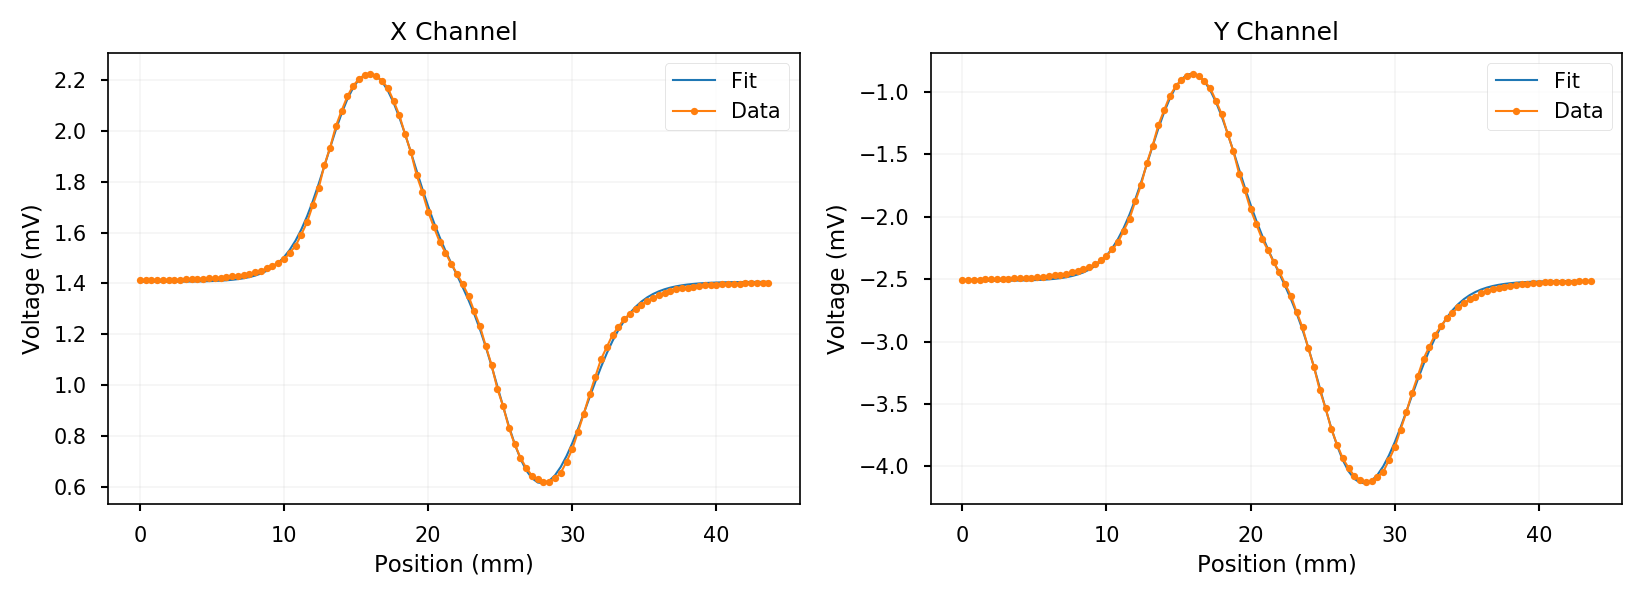 X Channel
Voltage (mV)
2.2
2.0
1.8
1.6
1.4
1.2
1.0
0.8
0.6
Fit
Data
0 10 20 30 40
Position (mm)
Y Channel
Voltage (mV)
−1.0
−1.5
−2.0
−2.5
−3.0
−3.5
−4.0
Fit
Data
0 10 20 30 40
Position (mm)